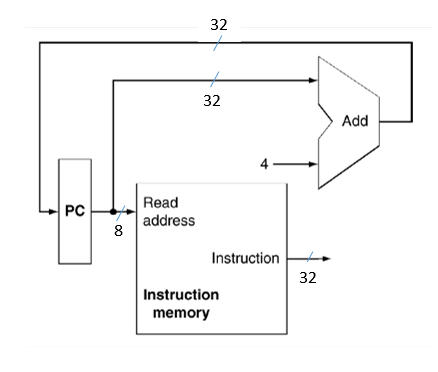 32
32
Add
4
PC
8
Read
address
Instruction
32
Instruction
memory